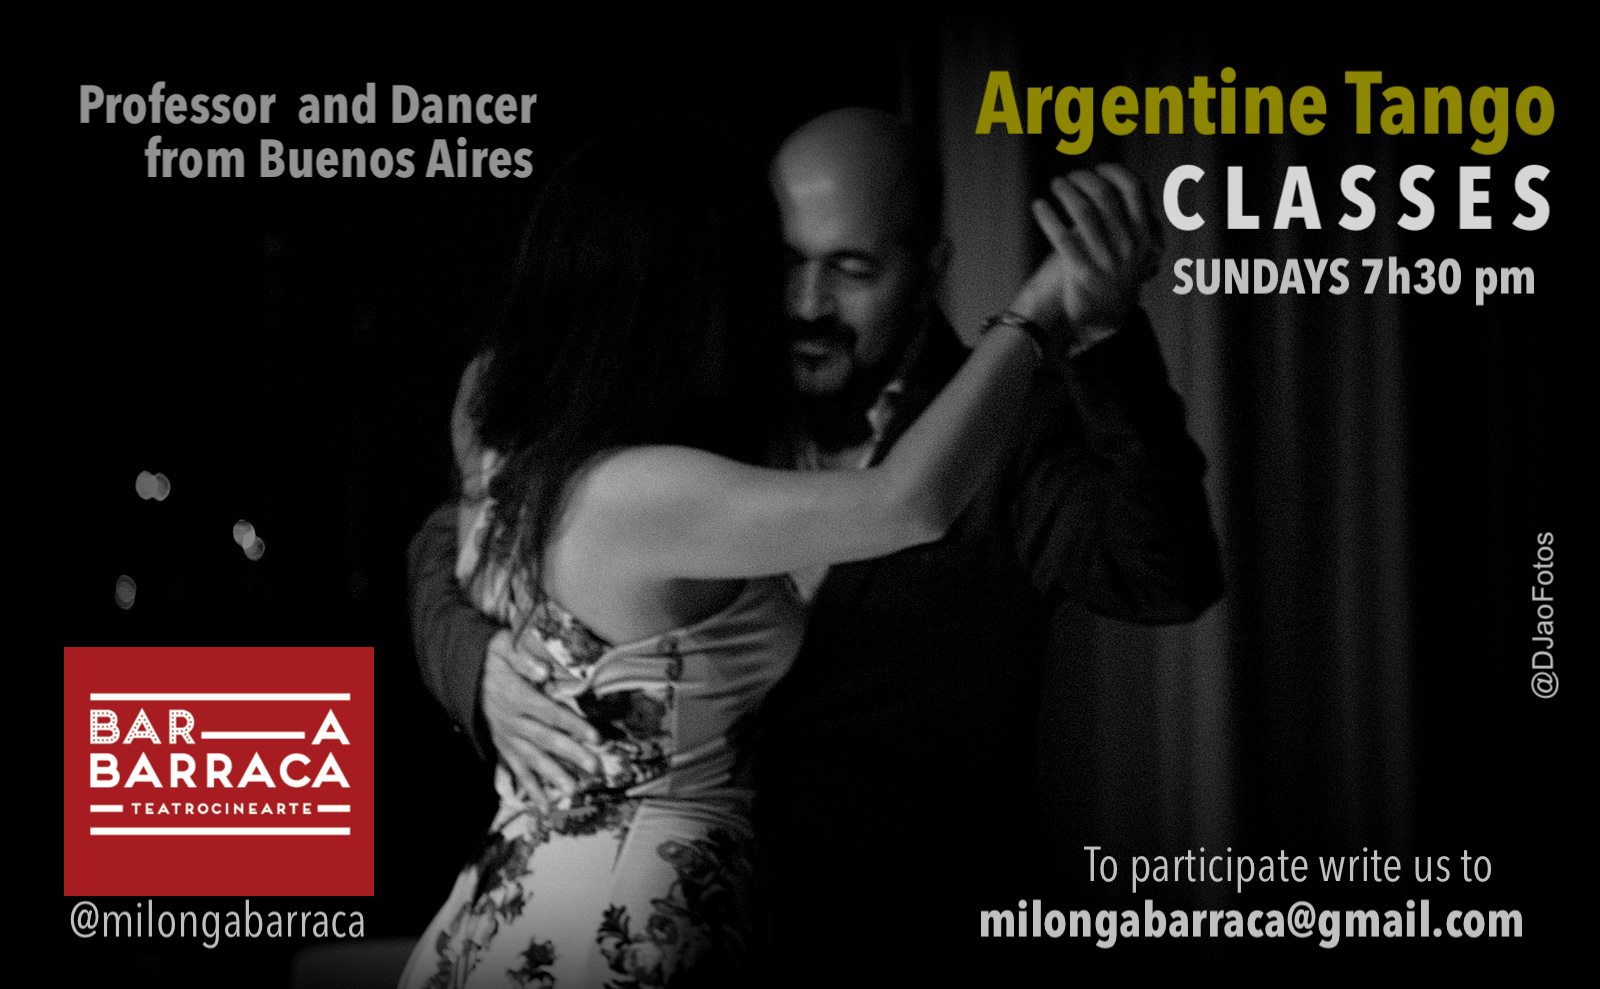 Professor and Dancer
from Buenos Aires
Argentine Tango
CLASSES
SUNDAYS 7h30 pm
@DJaoFotos
BAR A
BARRACA
TEATROCINEARTE
@milongabarraca
To participate write us to
milongabarraca@gmail.com